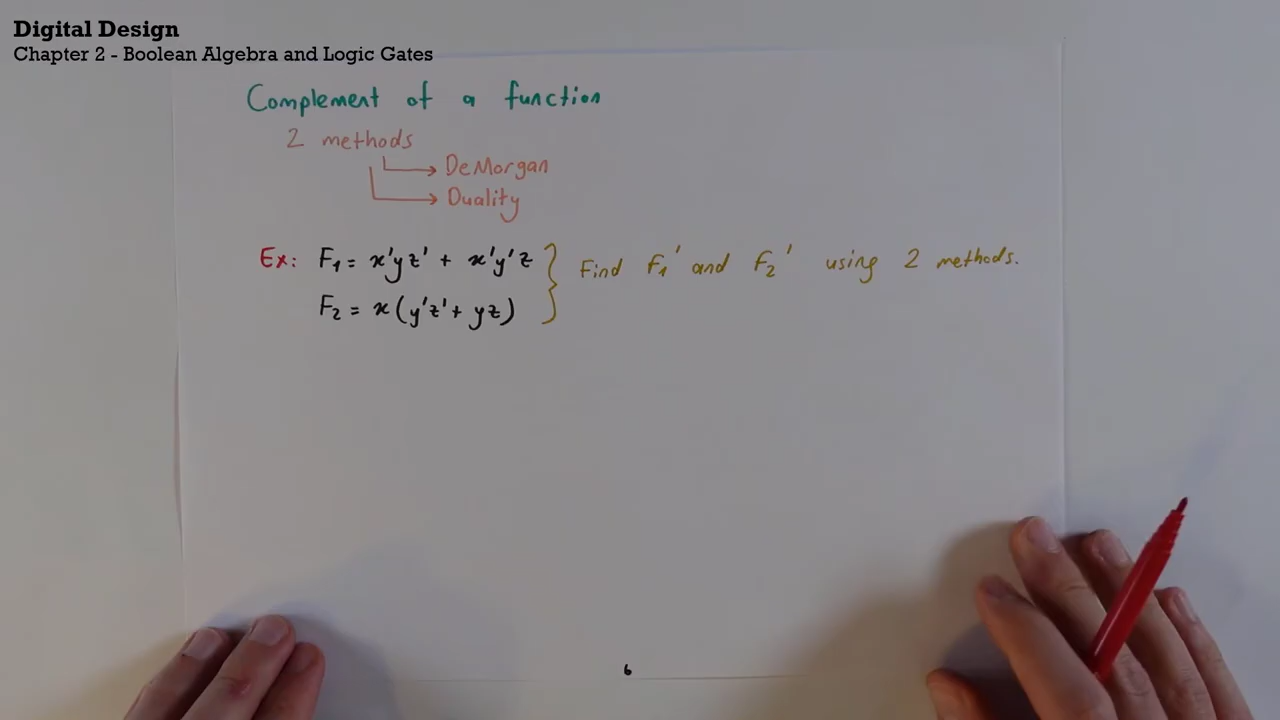 Digital Design
Chapter 2 - Boolean Algebra and Logic Gates
Complement of a function
2 methods
DeMorgan
Duality
Ex: F₁ = x'yz' + x'y'z } Find F₁' and F₂' using 2 methods.
F₂ = x(y'z' + yz)
6